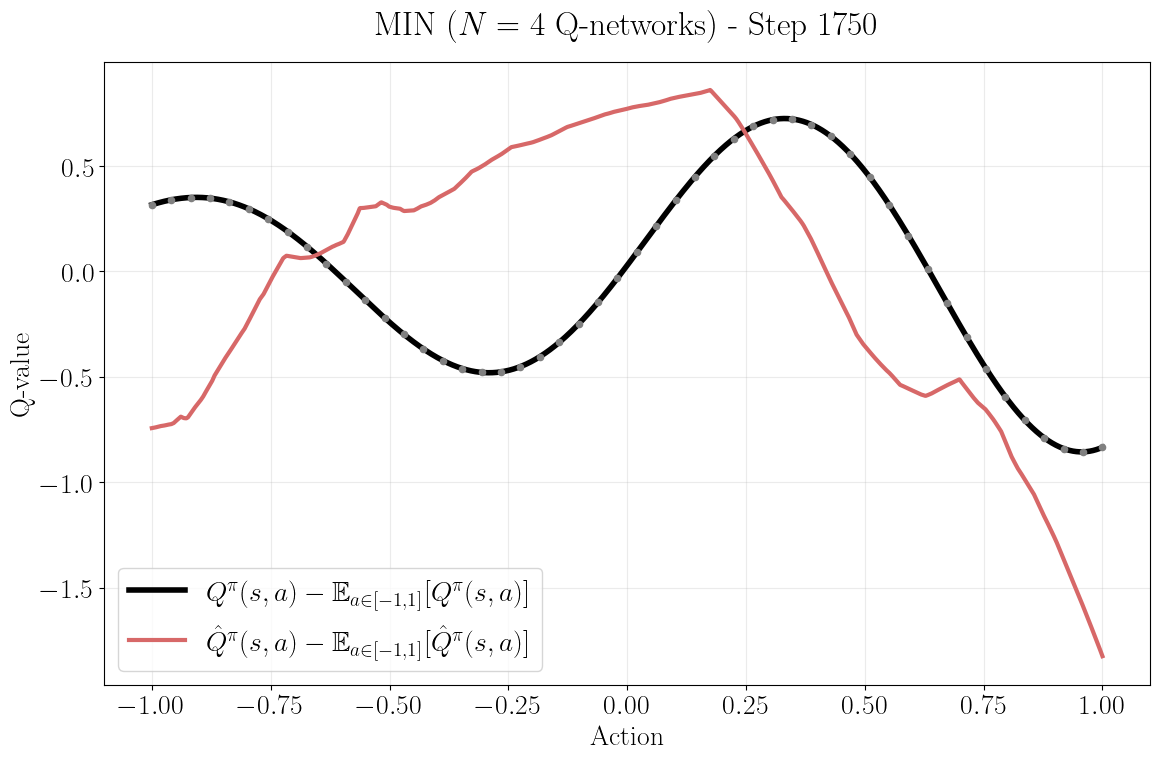 MIN (N = 4 Q-networks) - Step 1750
Q-value
0.5
0.0
−0.5
−1.0
−1.5
Q^π(s, a) − 𝔼_{a∈[−1,1]}[Q^π(s, a)]
Q̂^π(s, a) − 𝔼_{a∈[−1,1]}[Q̂^π(s, a)]
−1.00 −0.75 −0.50 −0.25 0.00 0.25 0.50 0.75 1.00
Action